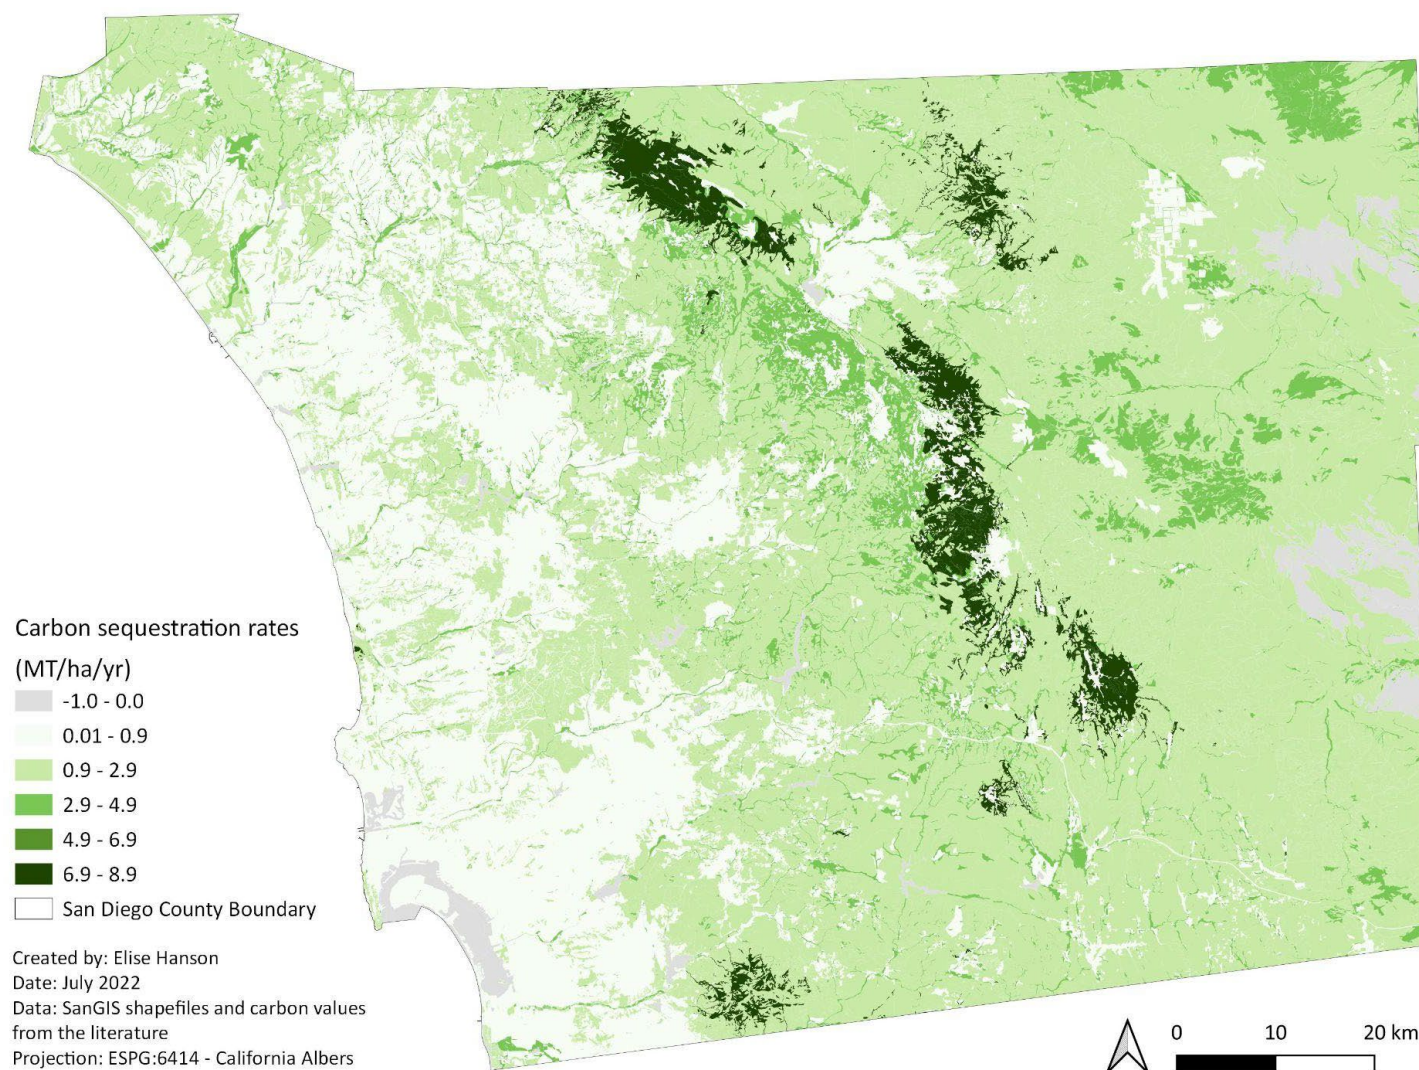 Carbon sequestration rates
(MT/ha/yr)
-1.0 - 0.0
0.01 - 0.9
0.9 - 2.9
2.9 - 4.9
4.9 - 6.9
6.9 - 8.9
San Diego County Boundary
Created by: Elise Hanson
Date: July 2022
Data: SanGIS shapefiles and carbon values
from the literature
Projection: ESPG:6414 - California Albers
0 10 20 km